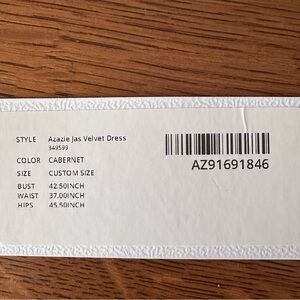 STYLE Azazie Jas Velvet Dress
349599
COLOR CABERNET
SIZE CUSTOM SIZE
BUST 42.50INCH
WAIST 37.00INCH
HIPS 45.50INCH
AZ91691846